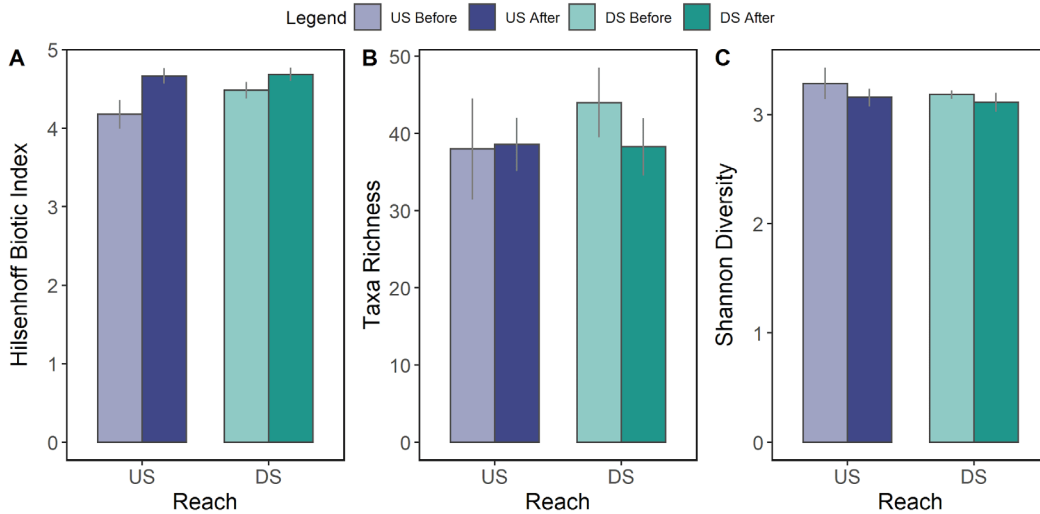 Legend US Before US After DS Before DS After
A
5
4
3
2
1
0
Hilsenhoff Biotic Index
US DS
Reach
B
50
40
30
20
10
0
Taxa Richness
US DS
Reach
C
3
2
1
0
Shannon Diversity
US DS
Reach